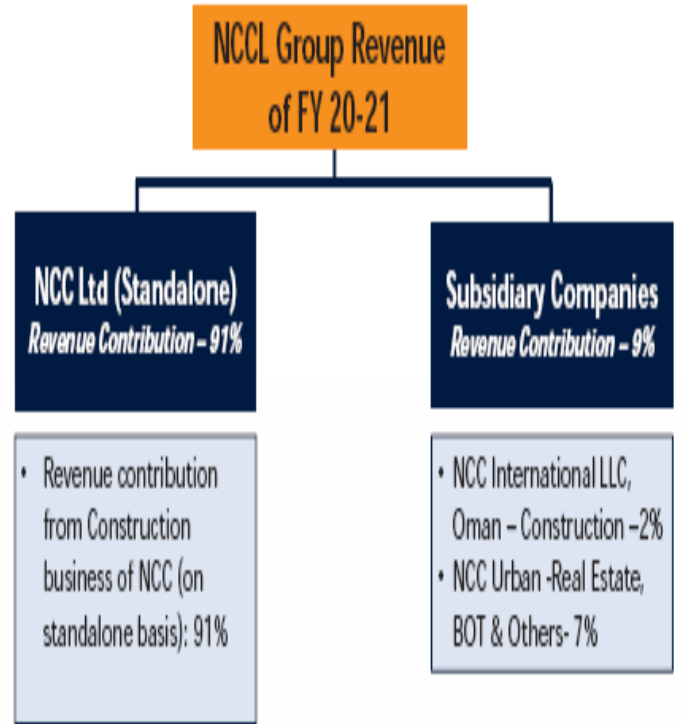 NCCL Group Revenue
of FY 20-21
NCC Ltd (Standalone)
Revenue Contribution – 91%
• Revenue contribution
from Construction
business of NCC (on
standalone basis): 91%
Subsidiary Companies
Revenue Contribution – 9%
• NCC International LLC,
Oman – Construction –2%
• NCC Urban -Real Estate,
BOT & Others- 7%